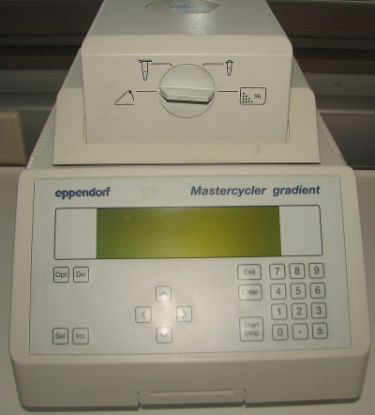 96
eppendorf Mastercycler gradient
Opt Del Exit 7 8 9
Enter 4 5 6
1 2 3
Sel Ins Start stop 0 . ±